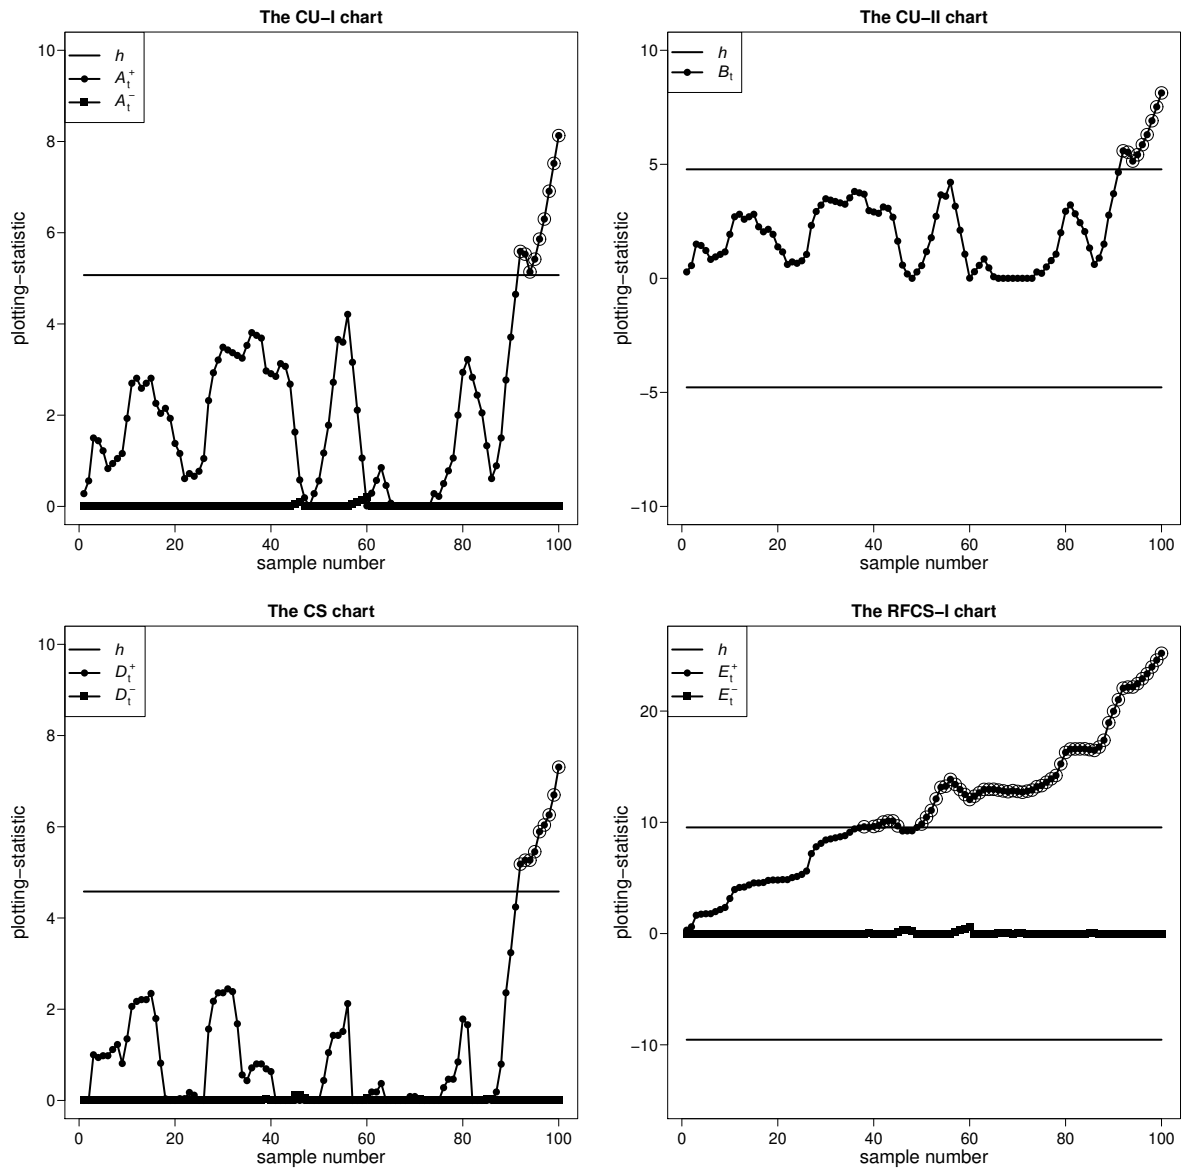 The CU−I chart
h
A_t^+
A_t^−
10
8
6
4
2
0
plotting−statistic
0 20 40 60 80 100
sample number
The CU−II chart
h
B_t
10
5
0
−5
−10
plotting−statistic
0 20 40 60 80 100
sample number
The CS chart
h
D_t^+
D_t^−
10
8
6
4
2
0
plotting−statistic
0 20 40 60 80 100
sample number
The RFCS−I chart
h
E_t^+
E_t^−
20
10
0
−10
plotting−statistic
0 20 40 60 80 100
sample number